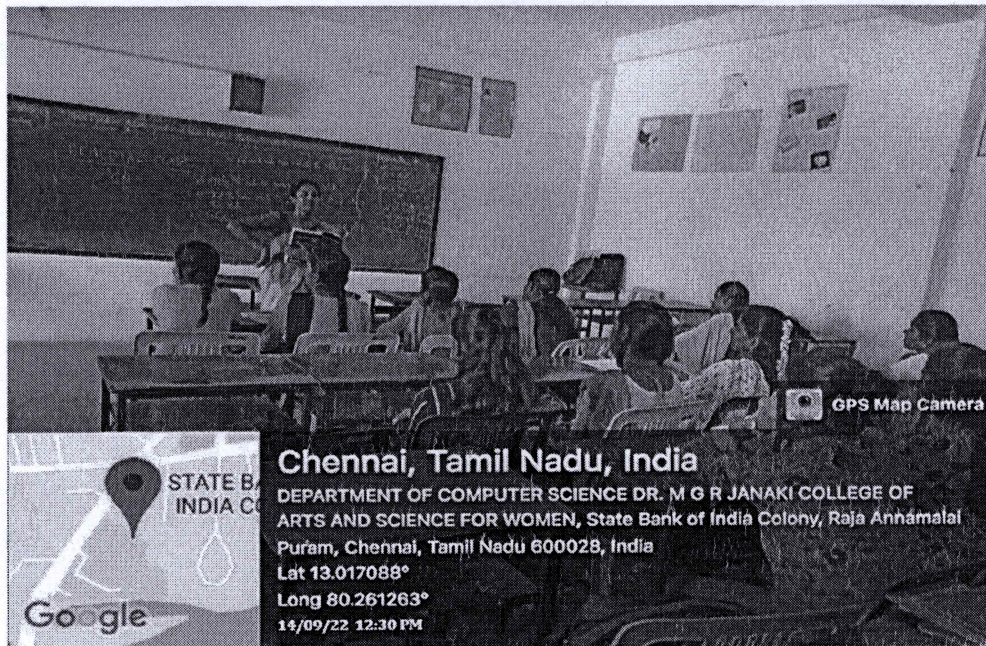 GPS Map Camera
STATE BA
INDIA CO
Google
Chennai, Tamil Nadu, India
DEPARTMENT OF COMPUTER SCIENCE DR. M G R JANAKI COLLEGE OF
ARTS AND SCIENCE FOR WOMEN, State Bank of India Colony, Raja Annamalai
Puram, Chennai, Tamil Nadu 600028, India
Lat 13.017088°
Long 80.261263°
14/09/22 12:30 PM